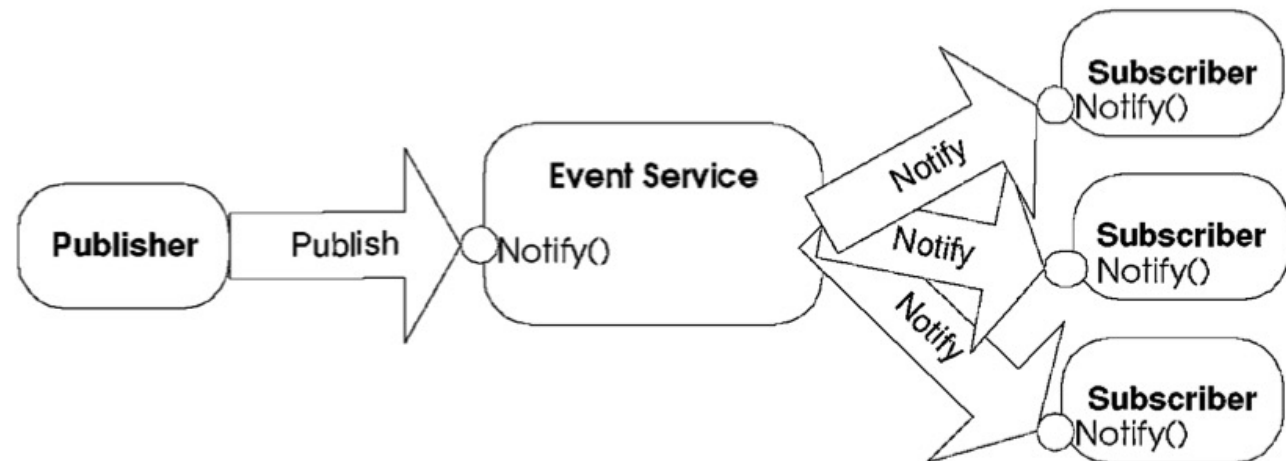 Publisher
Publish
Event Service
Notify()
Notify
Notify
Notify
Subscriber
Notify()
Subscriber
Notify()
Subscriber
Notify()